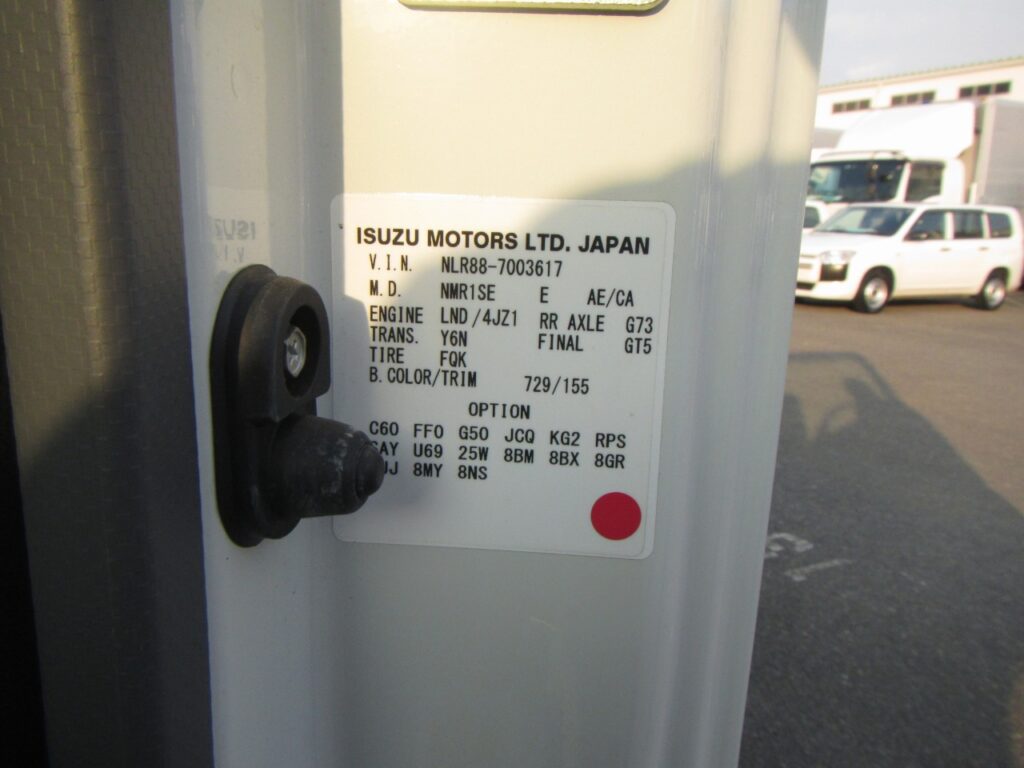 ISUZU MOTORS LTD. JAPAN
V.I.N. NLR88-7003617
M.D. NMR1SE E AE/CA
ENGINE LND/4JZ1 RR AXLE G73
TRANS. Y6N FINAL GT5
TIRE FQK
B.COLOR/TRIM 729/155
OPTION
C60 FF0 G50 JCQ KG2 RPS
U69 25W 8BM 8BX 8GR
8MY 8NS